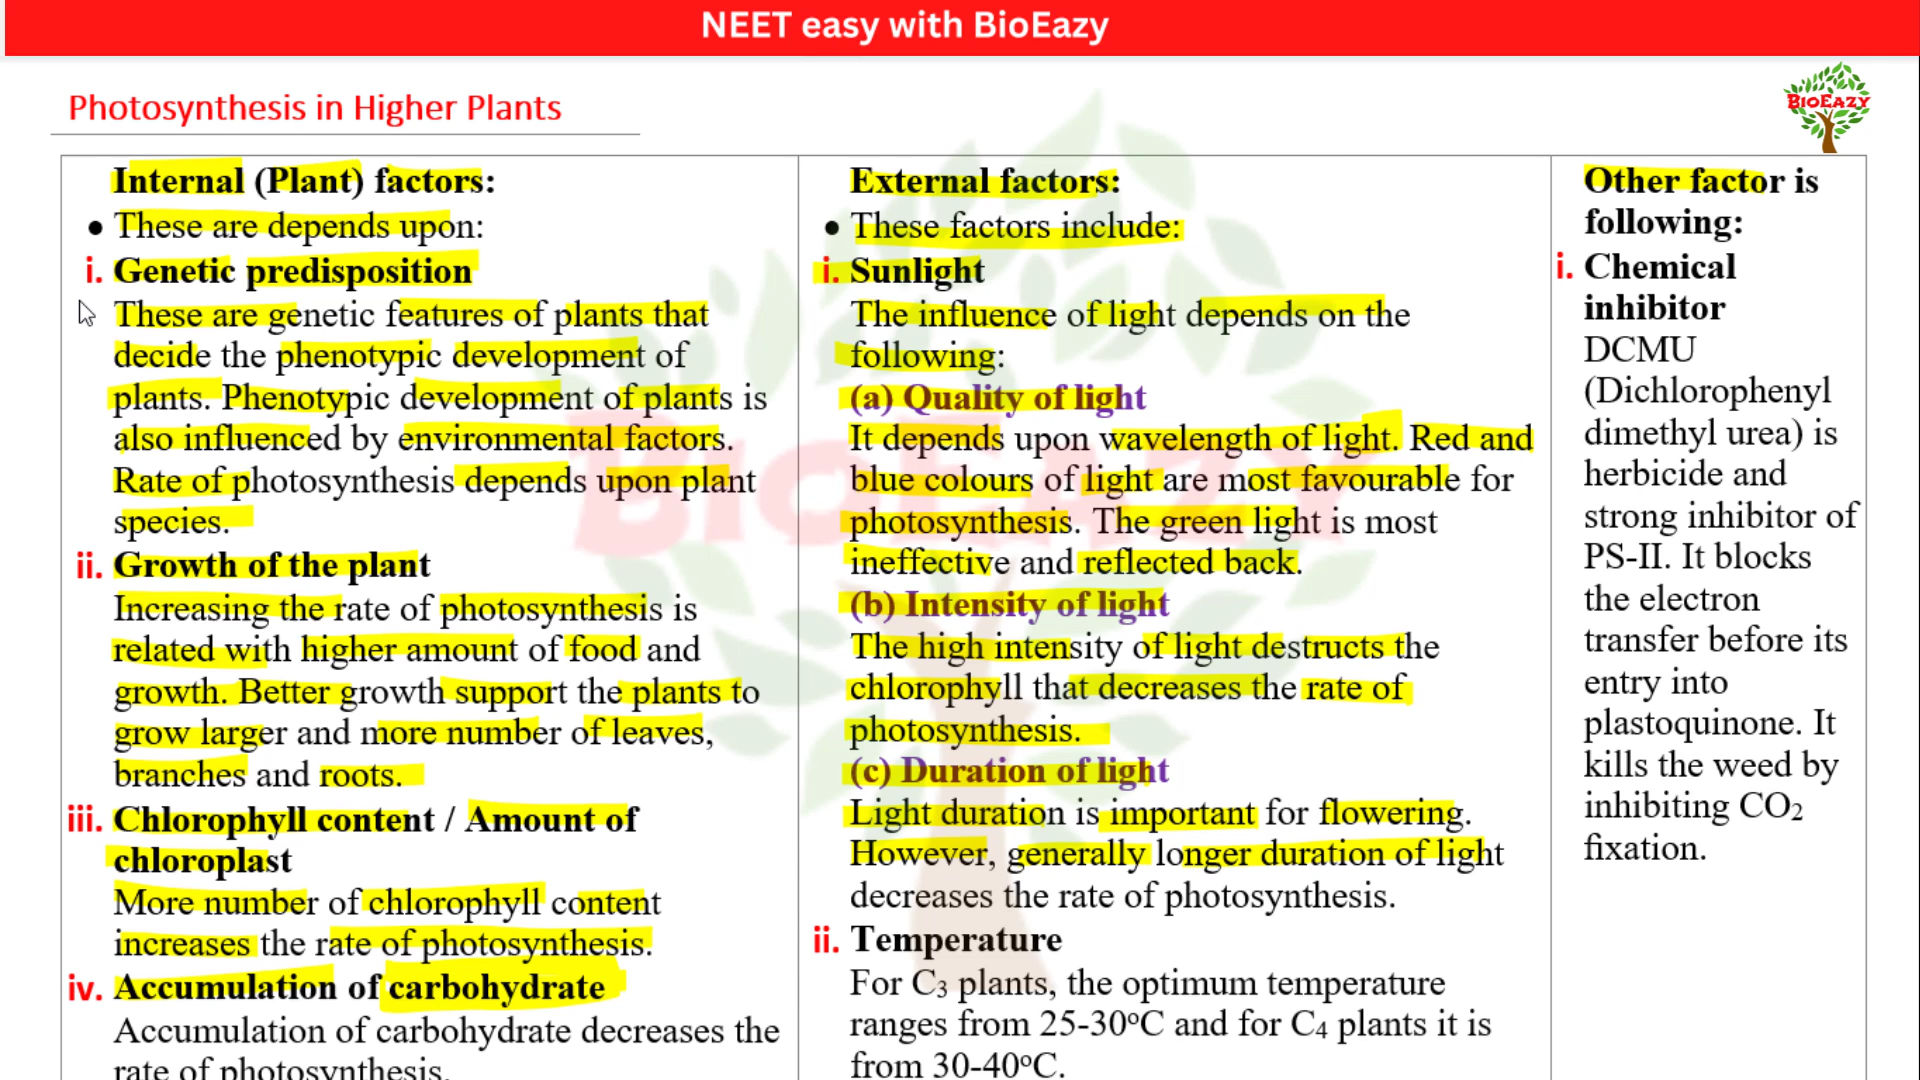 NEET easy with BioEazy
Photosynthesis in Higher Plants
BIOEAZY
Internal (Plant) factors:
• These are depends upon:
i. Genetic predisposition
These are genetic features of plants that
decide the phenotypic development of
plants. Phenotypic development of plants is
also influenced by environmental factors.
Rate of photosynthesis depends upon plant
species.
ii. Growth of the plant
Increasing the rate of photosynthesis is
related with higher amount of food and
growth. Better growth support the plants to
grow larger and more number of leaves,
branches and roots.
iii. Chlorophyll content / Amount of
chloroplast
More number of chlorophyll content
increases the rate of photosynthesis.
iv. Accumulation of carbohydrate
Accumulation of carbohydrate decreases the
rate of photosynthesis.
External factors:
• These factors include:
i. Sunlight
The influence of light depends on the
following:
(a) Quality of light
It depends upon wavelength of light. Red and
blue colours of light are most favourable for
photosynthesis. The green light is most
ineffective and reflected back.
(b) Intensity of light
The high intensity of light destructs the
chlorophyll that decreases the rate of
photosynthesis.
(c) Duration of light
Light duration is important for flowering.
However, generally longer duration of light
decreases the rate of photosynthesis.
ii. Temperature
For C₃ plants, the optimum temperature
ranges from 25-30ºC and for C₄ plants it is
from 30-40ºC.
Other factor is
following:
i. Chemical
inhibitor
DCMU
(Dichlorophenyl
dimethyl urea) is
herbicide and
strong inhibitor of
PS-II. It blocks
the electron
transfer before its
entry into
plastoquinone. It
kills the weed by
inhibiting CO₂
fixation.
BIOEAZY